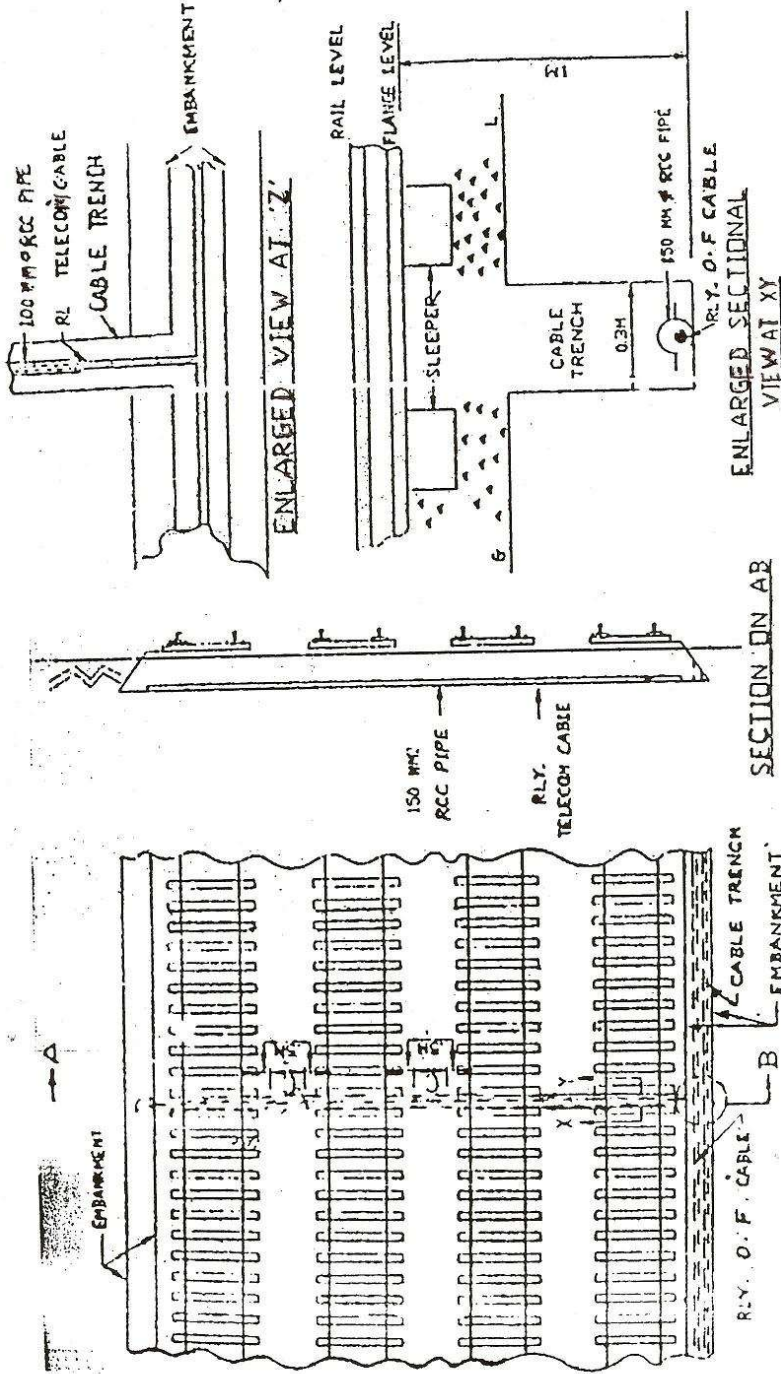 A
EMBANKMENT
RLY. O.F. CABLE
B
CABLE TRENCH
EMBANKMENT
X
Y
150 MM
RCC PIPE
RLY.
TELECOM CABLE
SECTION ON AB
100 MM RCC PIPE
RL TELECOM CABLE
CABLE TRENCH
EMBANKMENT
ENLARGED VIEW AT 'Z'
RAIL LEVEL
FLANGE LEVEL
SLEEPER
G
L
CABLE
TRENCH
0.3M
150 MM RCC PIPE
RLY. O.F CABLE
ENLARGED SECTIONAL
VIEW AT XY